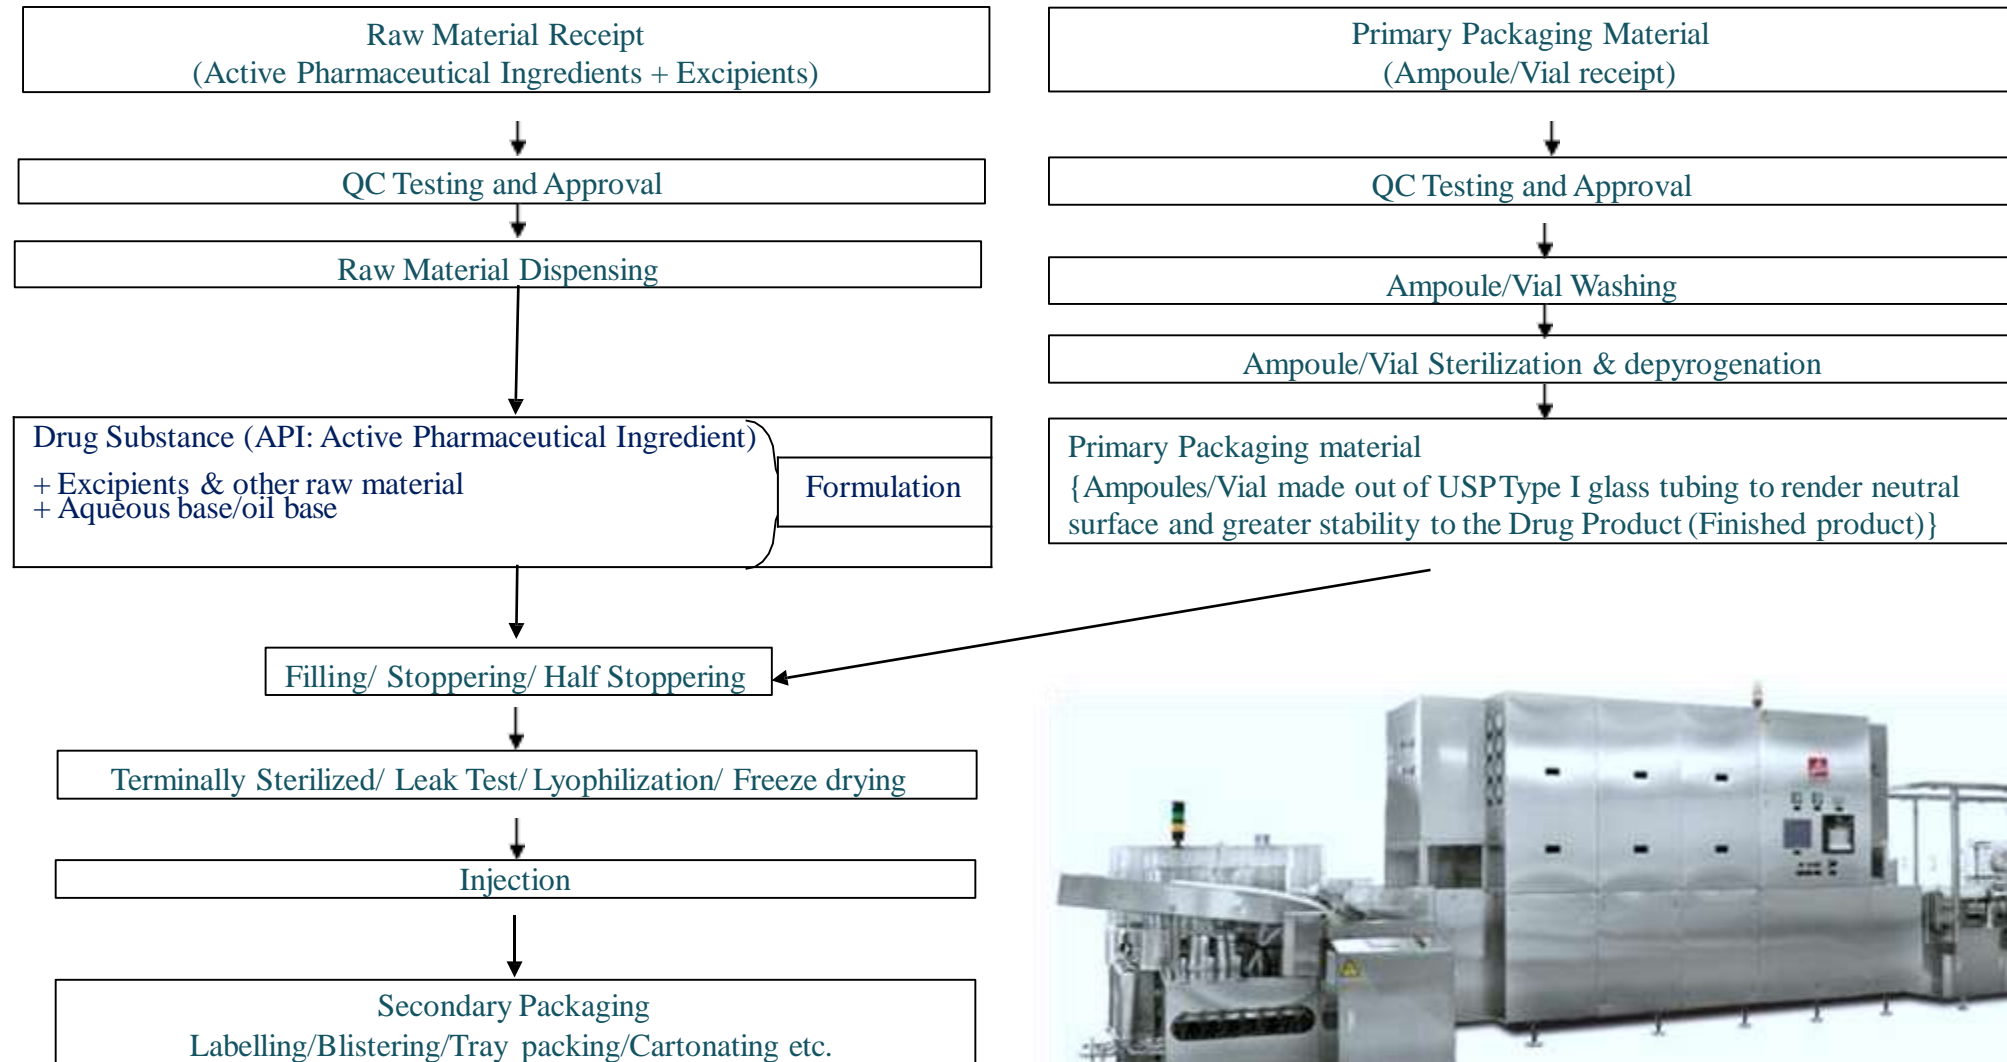 Raw Material Receipt
(Active Pharmaceutical Ingredients + Excipients)
QC Testing and Approval
Raw Material Dispensing
Drug Substance (API: Active Pharmaceutical Ingredient)
+ Excipients & other raw material
+ Aqueous base/oil base
Formulation
Primary Packaging Material
(Ampoule/Vial receipt)
QC Testing and Approval
Ampoule/Vial Washing
Ampoule/Vial Sterilization & depyrogenation
Primary Packaging material
{Ampoules/Vial made out of USP Type I glass tubing to render neutral
surface and greater stability to the Drug Product (Finished product)}
Filling/ Stoppering/ Half Stoppering
Terminally Sterilized/ Leak Test/ Lyophilization/ Freeze drying
Injection
Secondary Packaging
Labelling/Blistering/Tray packing/Cartonating etc.